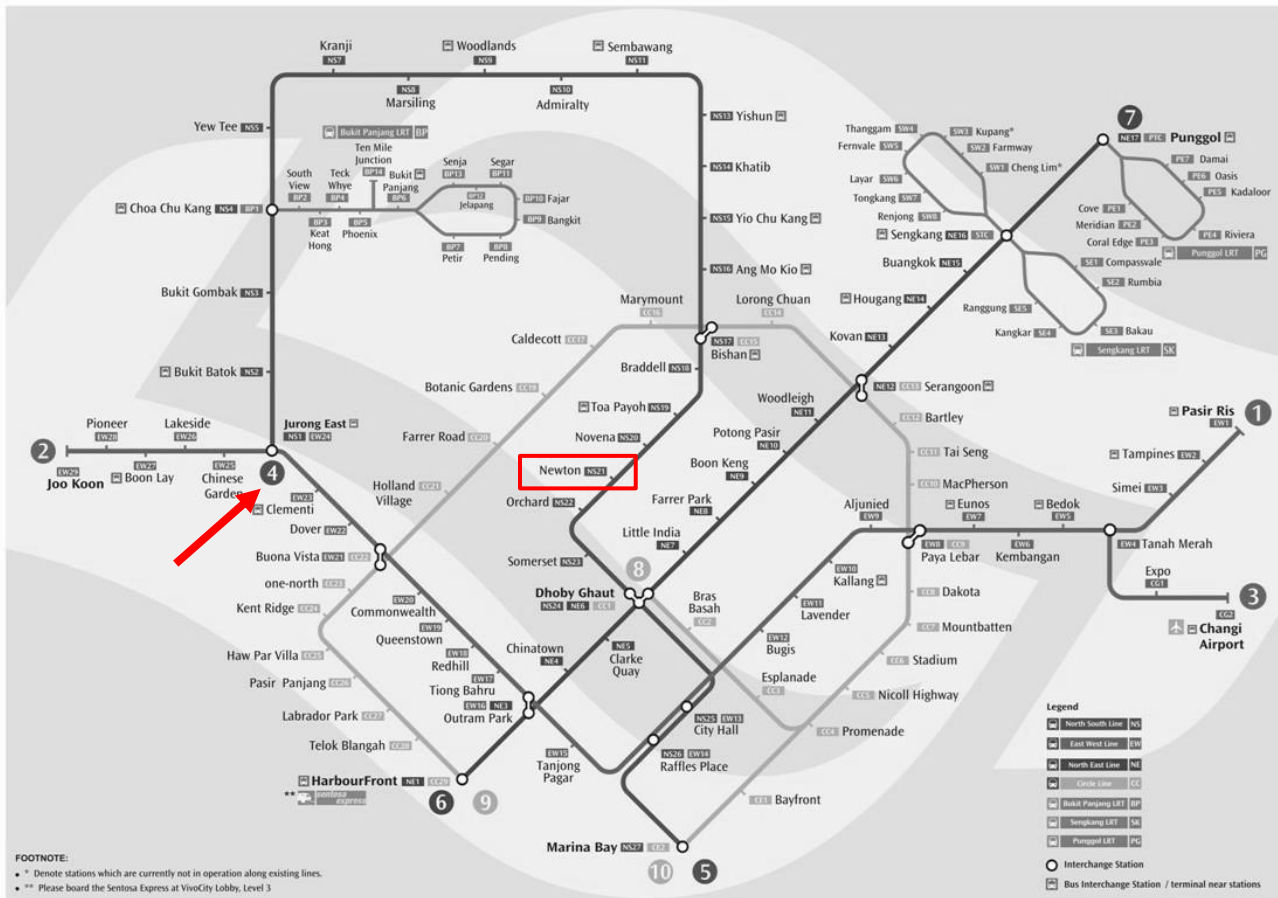 Kranji
NS7
Woodlands
NS9
Sembawang
NS11
NS8
Marsiling
NS10
Admiralty
Yew Tee NS5
Bukit Panjang LRT BP
Ten Mile
Junction
BP14
South
View
BP2
Teck
Whye
BP4
Bukit
Panjang
BP6
Senja
BP13
Segar
BP11
BP12
Jelapang
BP10 Fajar
BP9 Bangkit
Choa Chu Kang NS4 BP1
BP3
Keat
Hong
BP5
Phoenix
BP7
Petir
BP8
Pending
NS13 Yishun
NS14 Khatib
NS15 Yio Chu Kang
NS16 Ang Mo Kio
7
NE17 PTC Punggol
Thanggam SW4
SW3 Kupang*
Fernvale SW5
SW2 Farmway
SW1 Cheng Lim*
Layar SW6
Tongkang SW7
Renjong SW8
PE7 Damai
PE6 Oasis
PE5 Kadaloor
Cove PE1
Meridian PE2
Coral Edge PE3
PE4 Riviera
Punggol LRT PG
Sengkang NE16 STC
Buangkok NE15
SE1 Compassvale
SE2 Rumbia
Ranggung SE5
Kangkar SE4
SE3 Bakau
Sengkang LRT SK
Hougang NE14
Kovan NE13
Bukit Gombak NS3
Bukit Batok NS2
Marymount
CC16
Lorong Chuan
CC14
Caldecott CC17
NS17 CC15
Bishan
Braddell NS18
Botanic Gardens CC19
Toa Payoh NS19
Woodleigh
NE11
NE12 CC13 Serangoon
CC12 Bartley
Farrer Road CC20
Novena NS20
Potong Pasir
NE10
CC11 Tai Seng
Newton NS21
Boon Keng
NE9
CC10 MacPherson
Holland
Village CC21
Orchard NS22
Farrer Park
NE8
Little India
NE7
Pasir Ris
EW1
1
Tampines EW2
Simei EW3
2
Pioneer
EW28
Lakeside
EW26
Jurong East
NS1 EW24
EW29
Joo Koon
EW27
Boon Lay
EW25
Chinese
Garden
4
EW23
Clementi
Dover EW22
Buona Vista EW21 CC22
Aljunied
EW9
Eunos
EW7
Bedok
EW5
EW8 CC9
Paya Lebar
EW6
Kembangan
EW4 Tanah Merah
Expo
CG1
CG2
3
Changi
Airport
one-north CC23
Kent Ridge CC24
EW20
Commonwealth
EW19
Queenstown
EW18
Redhill
EW17
Tiong Bahru
EW16 NE3
Outram Park
Somerset NS23
8
Dhoby Ghaut
NS24 NE6 CC1
Bras
Basah
CC2
EW10
Kallang
EW11
Lavender
EW12
Bugis
CC8 Dakota
CC7 Mountbatten
CC6 Stadium
CC5 Nicoll Highway
Esplanade
CC3
CC4 Promenade
Chinatown
NE4
NE5
Clarke
Quay
Haw Par Villa CC25
Pasir Panjang CC26
Labrador Park CC27
Telok Blangah CC28
NS25 EW13
City Hall
NS26 EW14
Raffles Place
EW15
Tanjong
Pagar
HarbourFront NE1 CC29
** sentosa
express
6
9
CE1 Bayfront
Marina Bay NS27 CE2
10
5
Legend
North South Line NS
East West Line EW
North East Line NE
Circle Line CC
Bukit Panjang LRT BP
Sengkang LRT SK
Punggol LRT PG
Interchange Station
Bus Interchange Station / terminal near stations
FOOTNOTE:
• * Denote stations which are currently not in operation along existing lines.
• ** Please board the Sentosa Express at VivoCity Lobby, Level 3